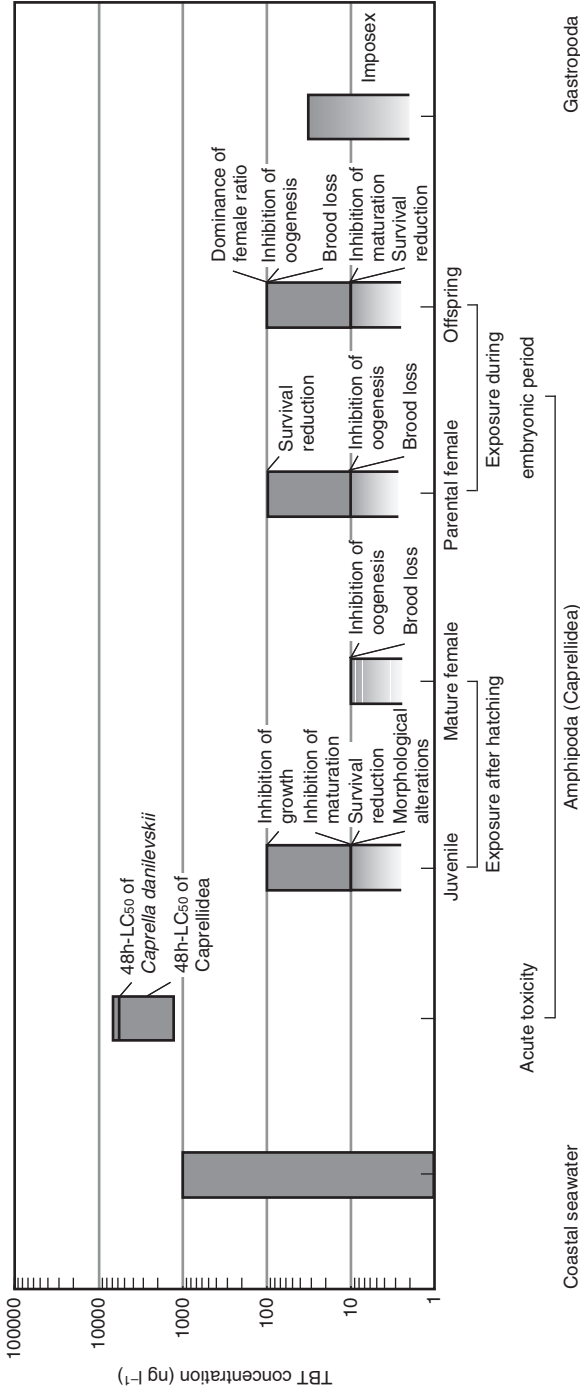 TBT concentration (ng l⁻¹)
100000
10000
1000
100
10
1
48h-LC50 of
Caprella danilevskii
48h-LC50 of
Caprellidea
Inhibition of
growth
Inhibition of
maturation
Survival
reduction
Morphological
alterations
Inhibition of
oogenesis
Brood loss
Survival
reduction
Inhibition of
oogenesis
Brood loss
Dominance of
female ratio
Inhibition of
oogenesis
Brood loss
Inhibition of
maturation
Survival
reduction
Imposex
Juvenile
Mature female
Parental female
Offspring
Exposure after hatching
Exposure during
embryonic period
Coastal seawater
Acute toxicity
Amphipoda (Caprellidea)
Gastropoda